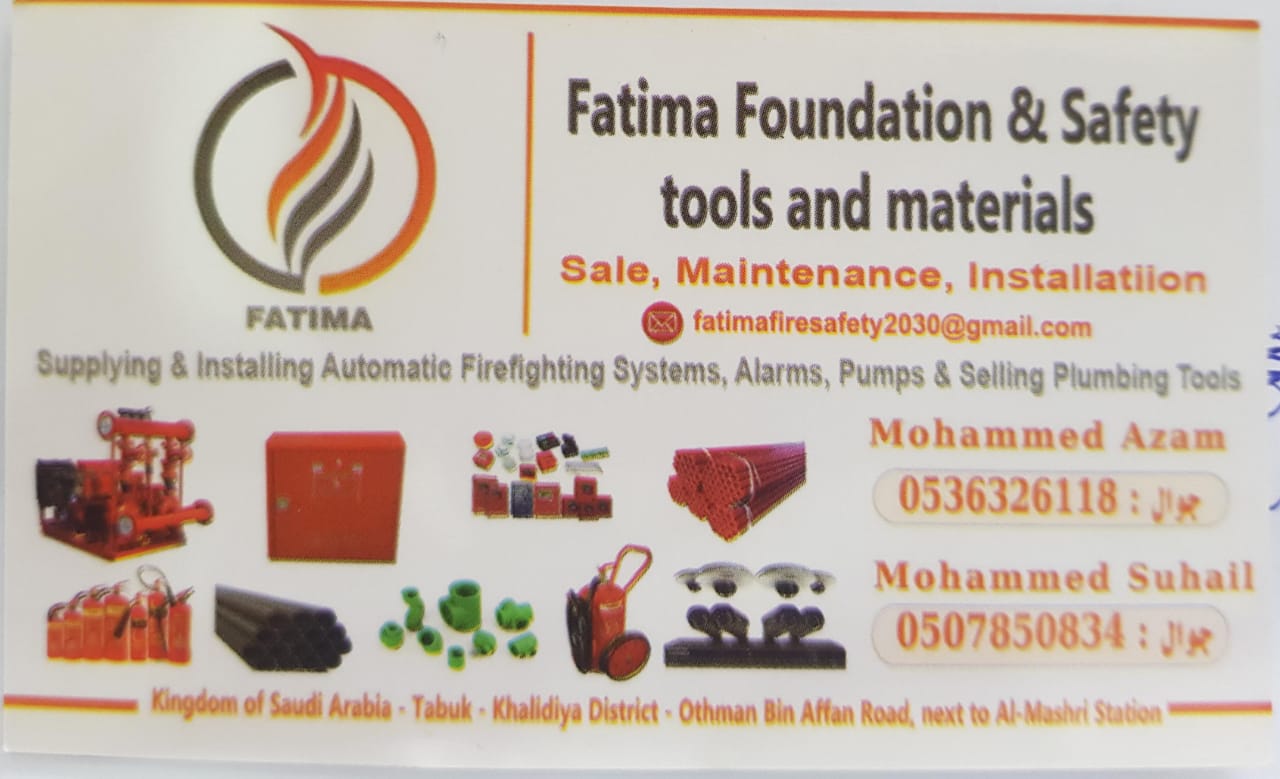 FATIMA
Fatima Foundation & Safety
tools and materials
Sale, Maintenance, Installatiion
fatimafiresafety2030@gmail.com
Supplying & Installing Automatic Firefighting Systems, Alarms, Pumps & Selling Plumbing Tools
Mohammed Azam
0536326118 : جوال
Mohammed Suhail
0507850834 : جوال
Kingdom of Saudi Arabia - Tabuk - Khalidiya District - Othman Bin Affan Road, next to Al-Mashri Station